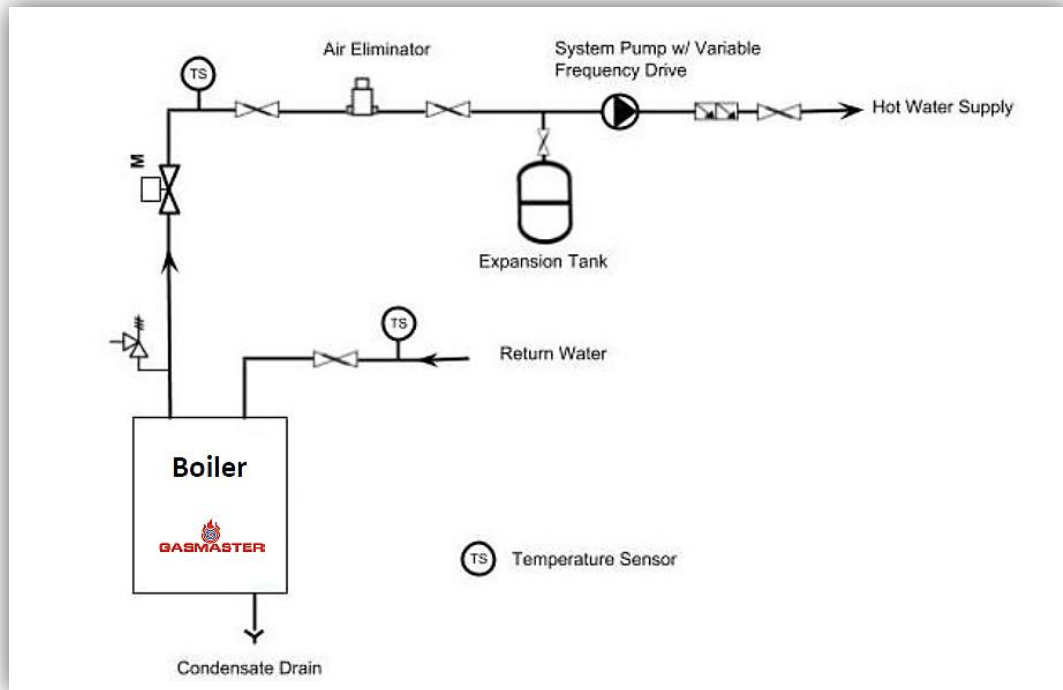 Air Eliminator
System Pump w/ Variable
Frequency Drive
TS
Hot Water Supply
M
Expansion Tank
TS
Return Water
Boiler
GASMASTER
TS Temperature Sensor
Condensate Drain